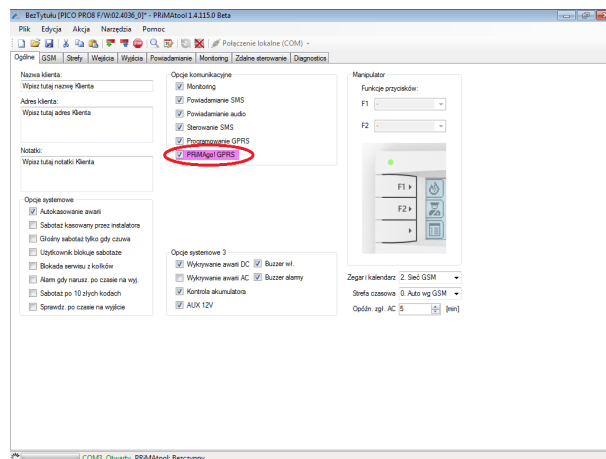 BezTytułu [PICO PRO8 F/W:02.4036_0]* - PRiMAtool 1.4.115.0 Beta
Plik Edycja Akcja Narzędzia Pomoc
Połączenie lokalne (COM)
Ogólne GSM Strefy Wejścia Wyjścia Powiadamianie Monitoring Zdalne sterowanie Diagnostica
Nazwa klienta:
Wpisz tutaj nazwę Klienta
Adres klienta:
Wpisz tutaj adres Klienta
Notatki:
Wpisz tutaj notatki Klienta
Opcje systemowe
Autokasowanie awarii
Sabotaż kasowany przez instalatora
Głośny sabotaż tylko gdy czuwa
Użytkownik blokuje sabotaże
Blokada serwisu z kołków
Alarm gdy narusz. po czasie na wyj.
Sabotaż po 10 złych kodach
Sprawdz. po czasie na wyjście
Opcje komunikacyjne
Monitoring
Powiadamianie SMS
Powiadamianie audio
Sterowanie SMS
Programowanie GPRS
PRiMAgo! GPRS
Opcje systemowe 3
Wykrywanie awarii DC Buzzer wł.
Wykrywanie awarii AC Buzzer alarmy
Kontrola akumulatora
AUX 12V
Manipulator
Funkcje przycisków:
F1 -
F2 -
F1
F2
Zegar i kalendarz 2. Sieć GSM
Strefa czasowa 0. Auto wg GSM
Opóźn. zgł. AC 5 [min]
COM3 Otwarty PRiMAtool: Bezczynny